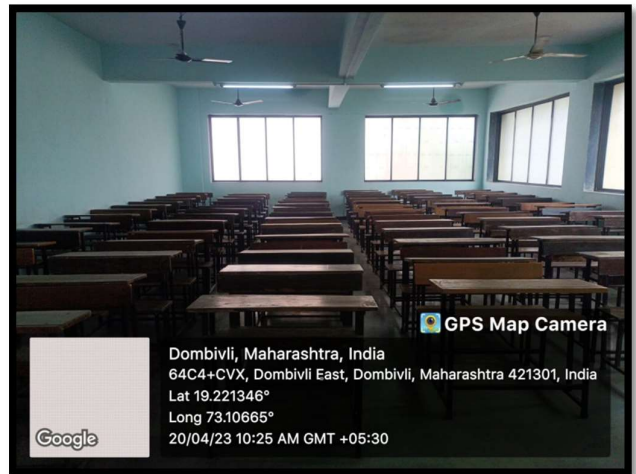 GPS Map Camera
Dombivli, Maharashtra, India
64C4+CVX, Dombivli East, Dombivli, Maharashtra 421301, India
Lat 19.221346°
Long 73.10665°
20/04/23 10:25 AM GMT +05:30
Google